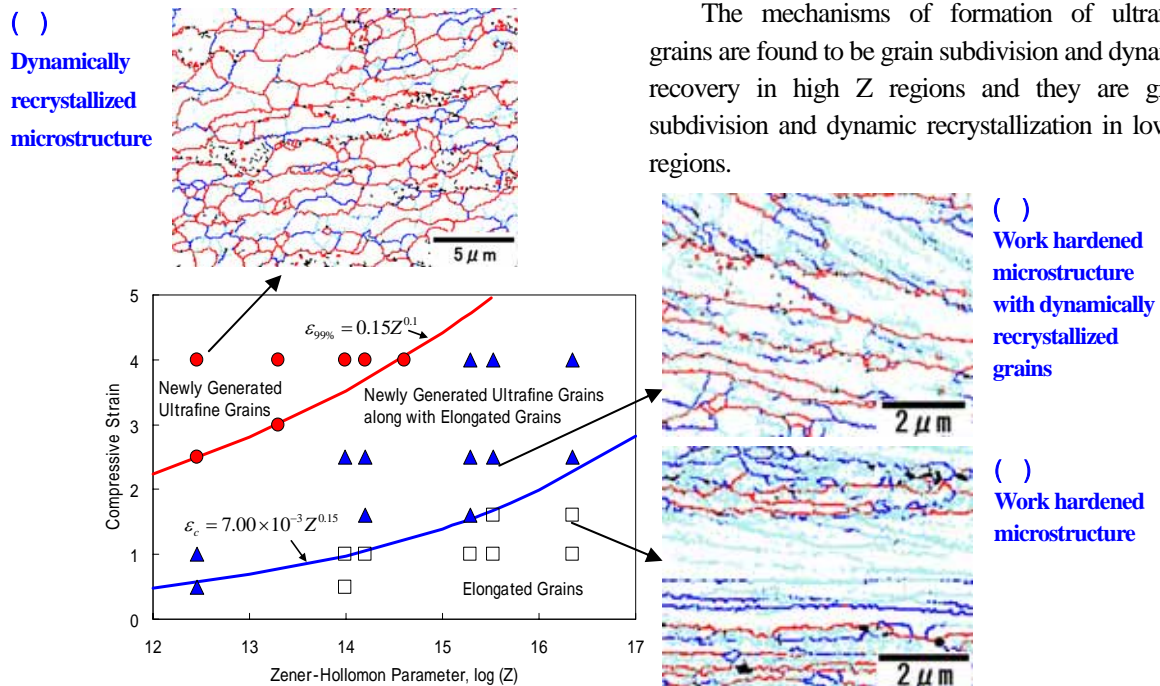 ( )
Dynamically
recrystallized
microstructure
5 μm
The mechanisms of formation of
grains are found to be grain subdivision and
recovery in high Z regions and they are
subdivision and dynamic recrystallization in
regions.
( )
Work hardened
microstructure
with dynamically
recrystallized
grains
2 μm
( )
Work hardened
microstructure
2 μm
5
4
3
2
1
0
Compressive Strain
ε99% = 0.15Z^0.1
Newly Generated
Ultrafine Grains
Newly Generated Ultrafine Grains
along with Elongated Grains
εc = 7.00×10^-3 Z^0.15
Elongated Grains
12 13 14 15 16 17
Zener-Hollomon Parameter, log (Z)